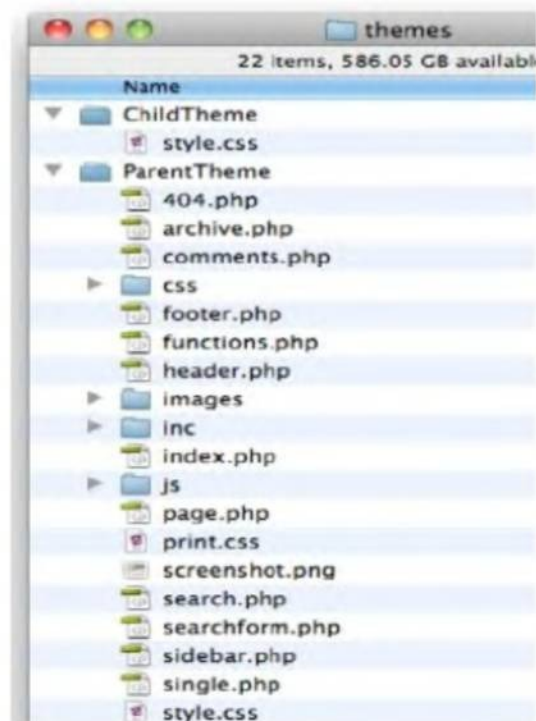 themes
22 items, 586.05 GB availabl
Name
ChildTheme
style.css
ParentTheme
404.php
archive.php
comments.php
css
footer.php
functions.php
header.php
images
inc
index.php
js
page.php
print.css
screenshot.png
search.php
searchform.php
sidebar.php
single.php
style.css